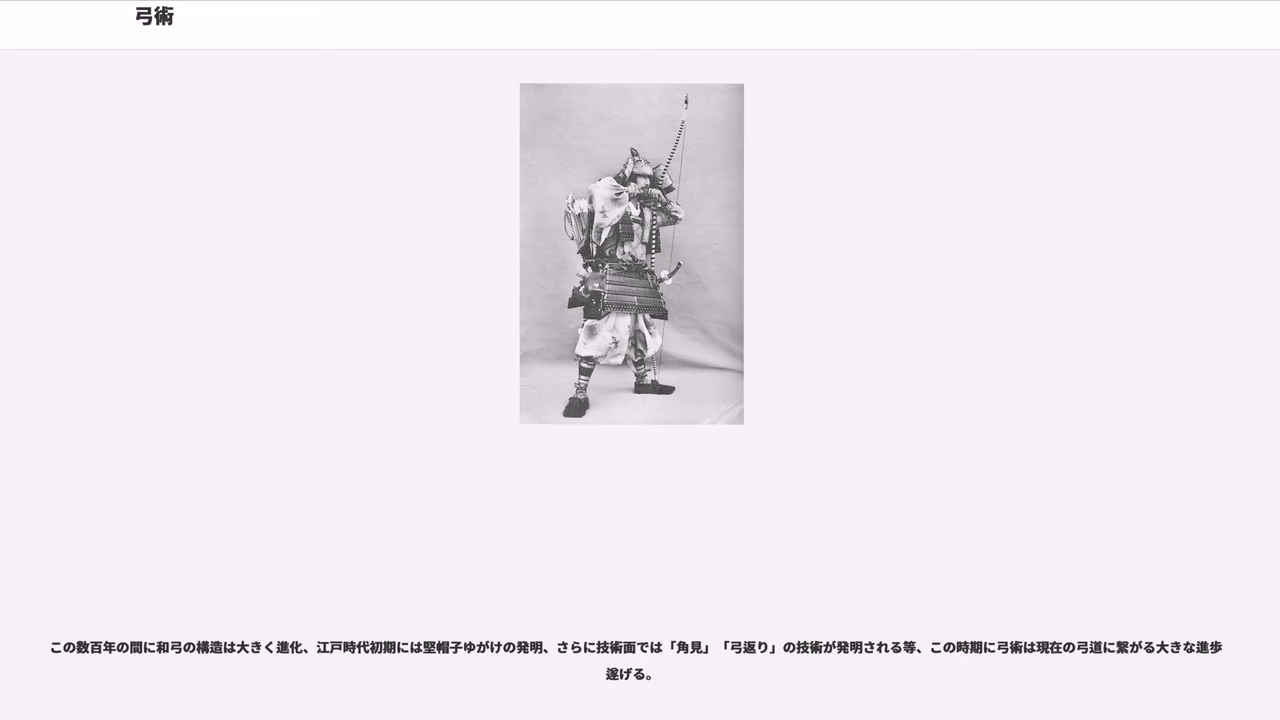 弓術
この数百年の間に和弓の構造は大きく進化、江戸時代初期には堅帽子ゆがけの発明、さらに技術面では「角見」「弓返り」の技術が発明される等、この時期に弓術は現在の弓道に繋がる大きな進歩
遂げる。